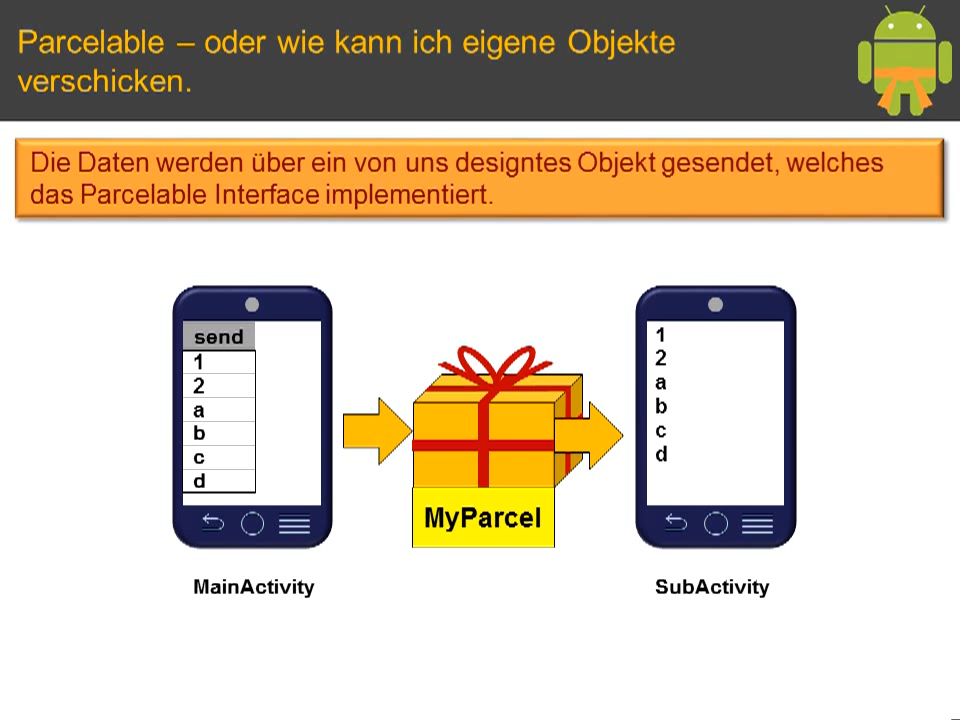 Parcelable – oder wie kann ich eigene Objekte
verschicken.
Die Daten werden über ein von uns designtes Objekt gesendet, welches
das Parcelable Interface implementiert.
send
1
2
a
b
c
d
MyParcel
1
2
a
b
c
d
MainActivity
SubActivity